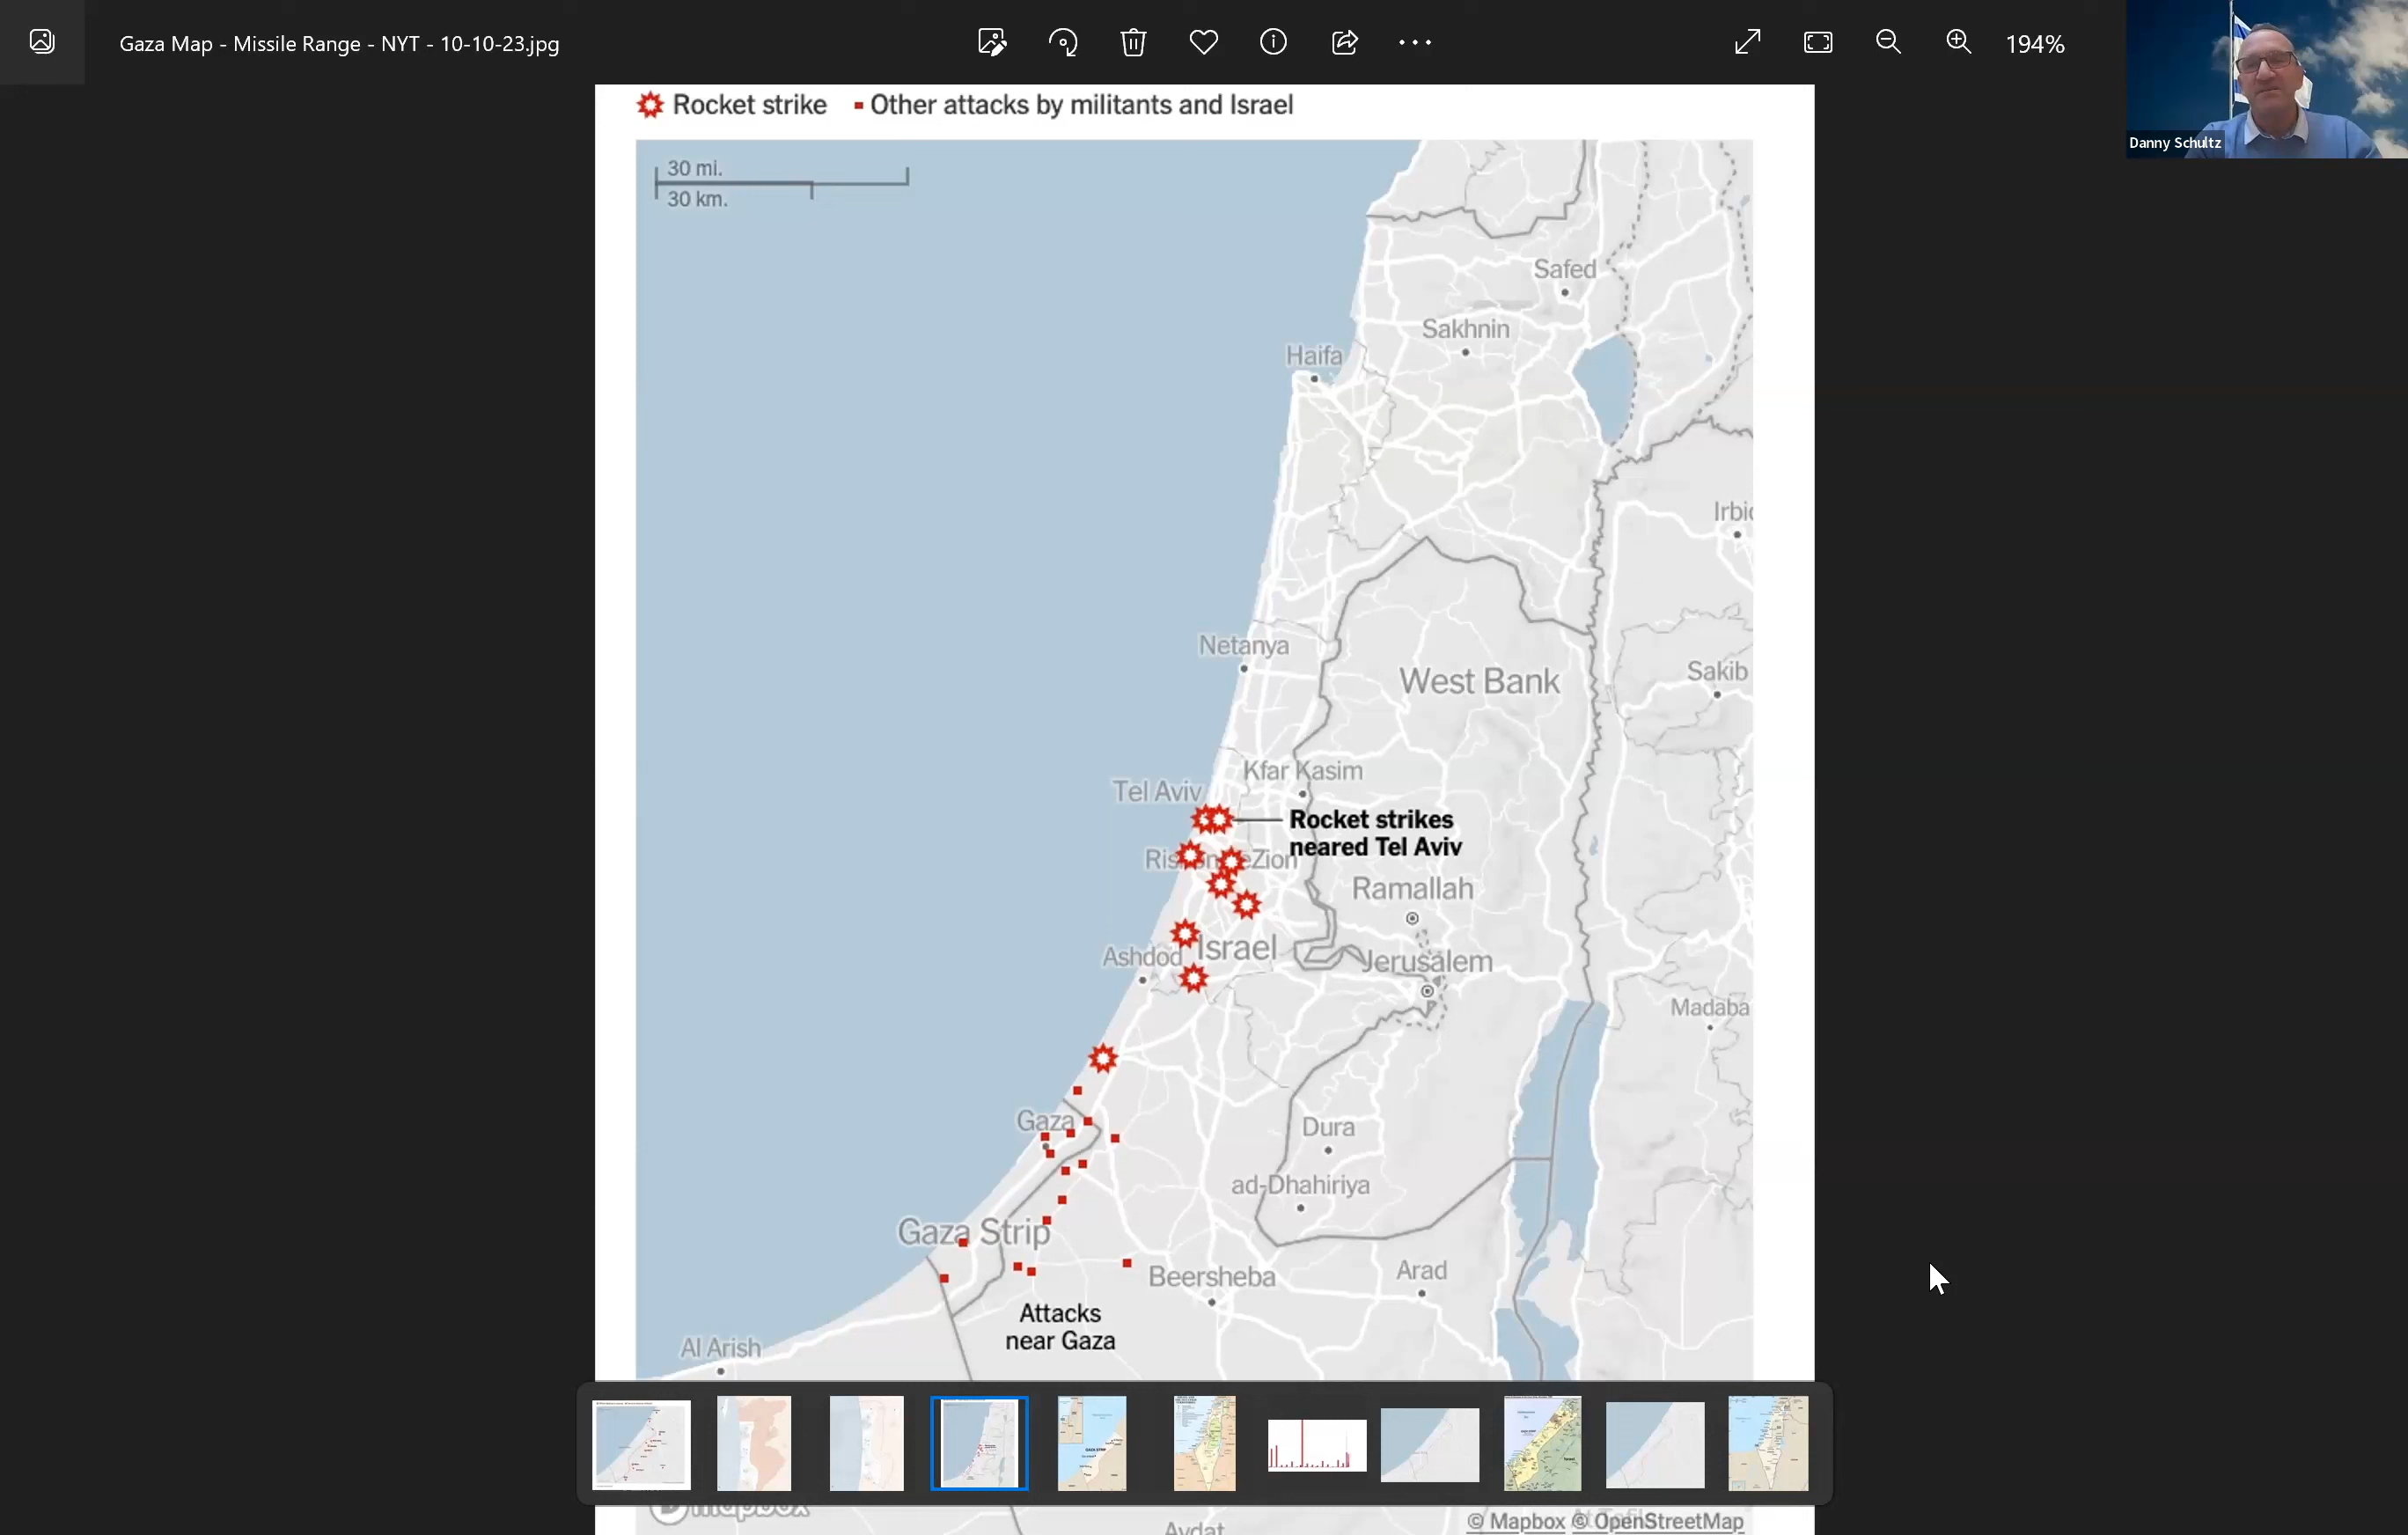 Gaza Map - Missile Range - NYT - 10-10-23.jpg
194%
Danny Schultz
Rocket strike
Other attacks by militants and Israel
30 mi.
30 km.
Safed
Sakhnin
Haifa
Irbid
Netanya
West Bank
Sakib
Kfar Kasim
Tel Aviv
Rocket strikes
neared Tel Aviv
Ramallah
Israel
Ashdod
Jerusalem
Madaba
Gaza
Dura
ad-Dhahiriya
Gaza Strip
Beersheba
Arad
Attacks
near Gaza
Al Arish
mapbox
© Mapbox © OpenStreetMap